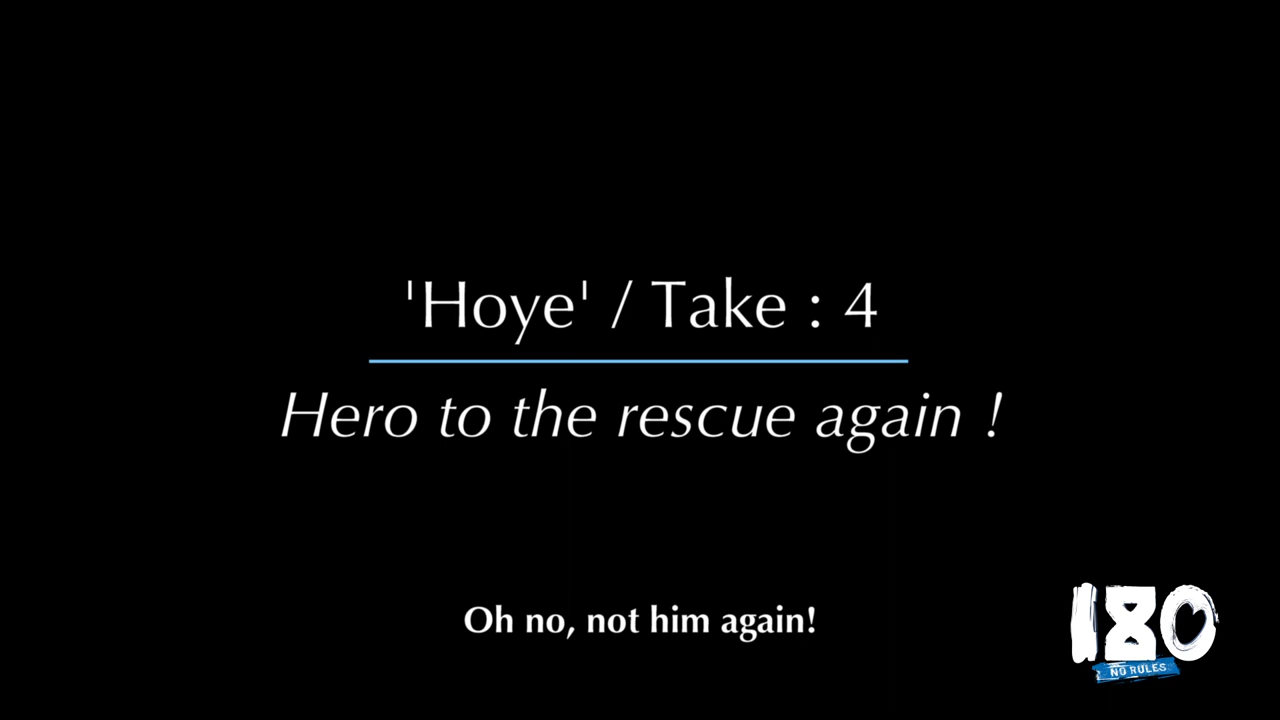 'Hoye' / Take : 4
Hero to the rescue again !
Oh no, not him again!
180
NO RULES